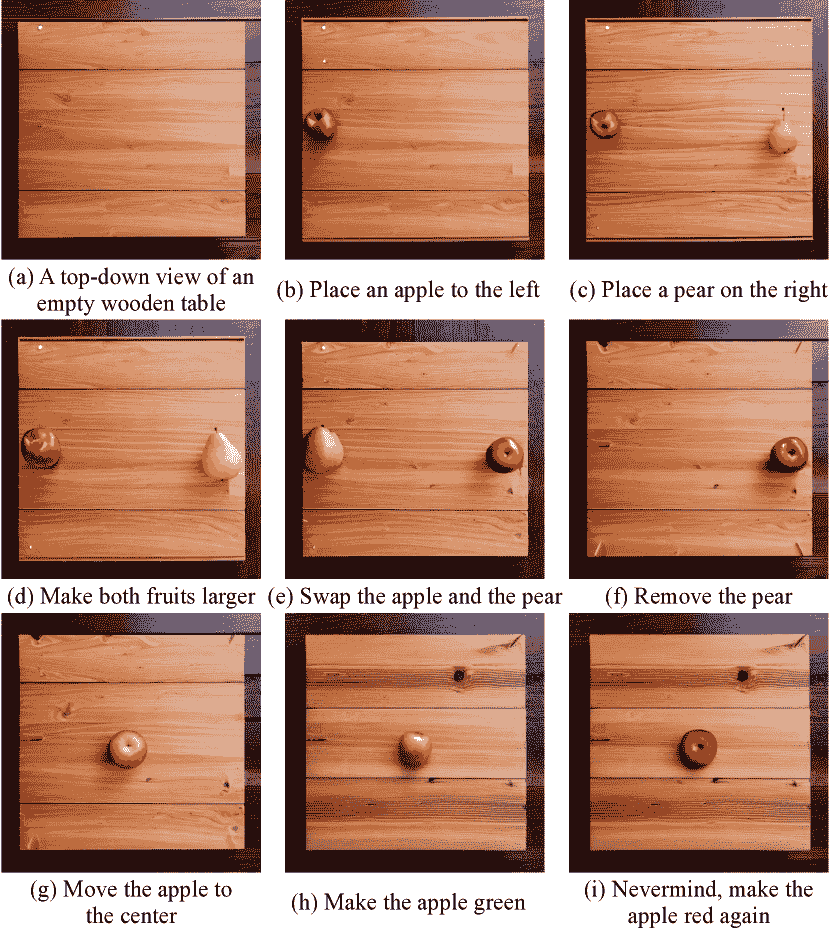 (a) A top-down view of an
empty wooden table
(b) Place an apple to the left
(c) Place a pear on the right
(d) Make both fruits larger
(e) Swap the apple and the pear
(f) Remove the pear
(g) Move the apple to
the center
(h) Make the apple green
(i) Nevermind, make the
apple red again